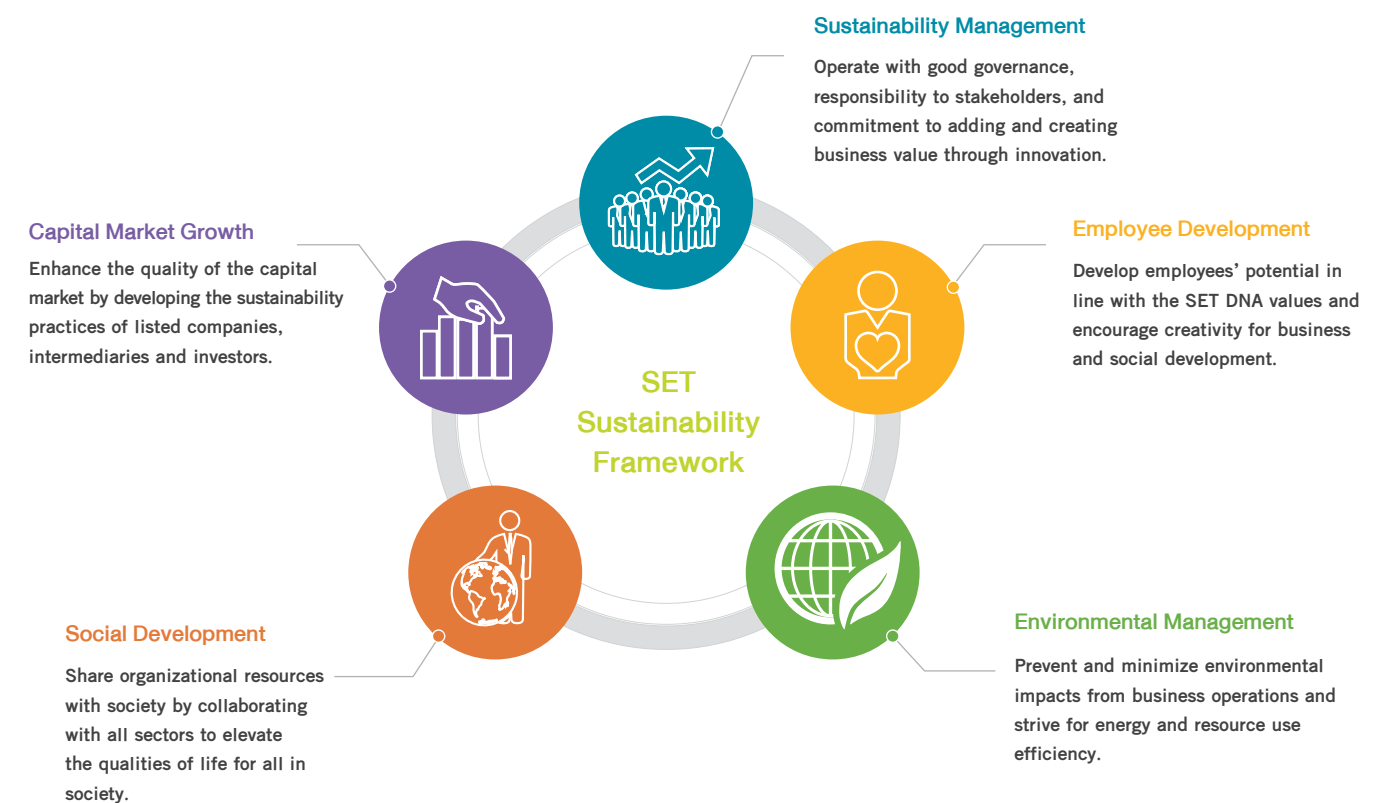 Sustainability Management
Operate with good governance,
responsibility to stakeholders, and
commitment to adding and creating
business value through innovation.
Capital Market Growth
Enhance the quality of the capital
market by developing the sustainability
practices of listed companies,
intermediaries and investors.
Employee Development
Develop employees’ potential in
line with the SET DNA values and
encourage creativity for business
and social development.
SET
Sustainability
Framework
Social Development
Share organizational resources
with society by collaborating
with all sectors to elevate
the qualities of life for all in
society.
Environmental Management
Prevent and minimize environmental
impacts from business operations and
strive for energy and resource use
efficiency.